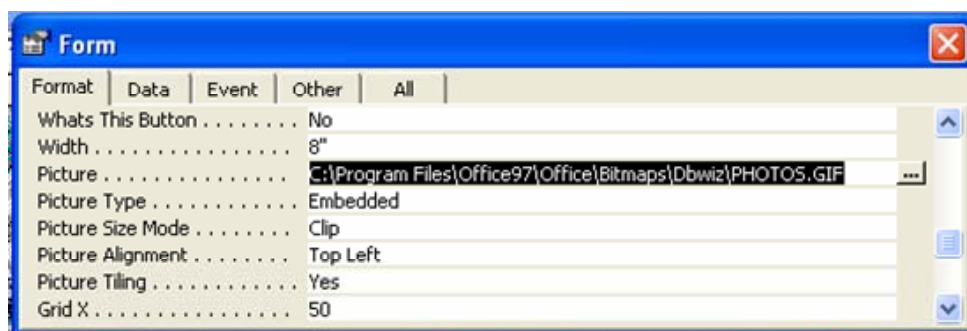 Form
Format Data Event Other All
Whats This Button . . . . . . . . No
Width . . . . . . . . . . . . . . . . 8"
Picture . . . . . . . . . . . . . . . C:\Program Files\Office97\Office\Bitmaps\Dbwiz\PHOTOS.GIF ...
Picture Type . . . . . . . . . . . . Embedded
Picture Size Mode . . . . . . . . Clip
Picture Alignment . . . . . . . . Top Left
Picture Tiling . . . . . . . . . . . . Yes
Grid X . . . . . . . . . . . . . . . . 50